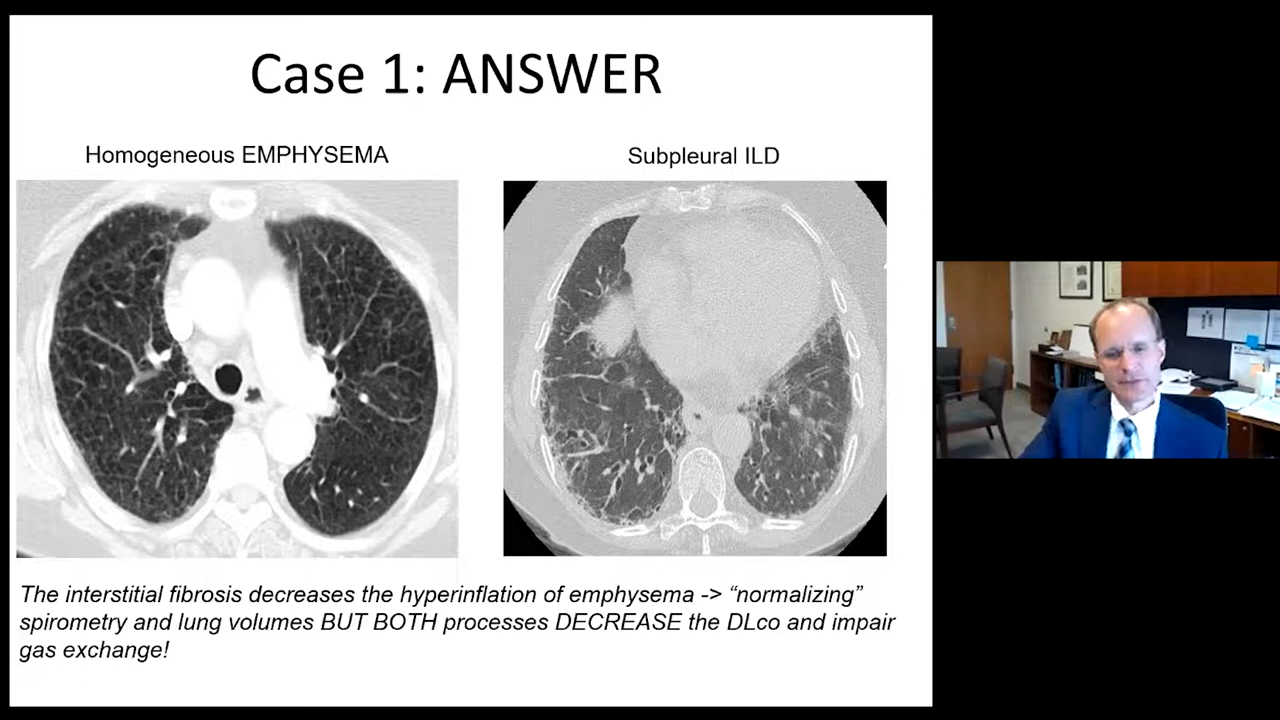 Case 1: ANSWER
Homogeneous EMPHYSEMA
Subpleural ILD
The interstitial fibrosis decreases the hyperinflation of emphysema -> “normalizing”
spirometry and lung volumes BUT BOTH processes DECREASE the DLco and impair
gas exchange!